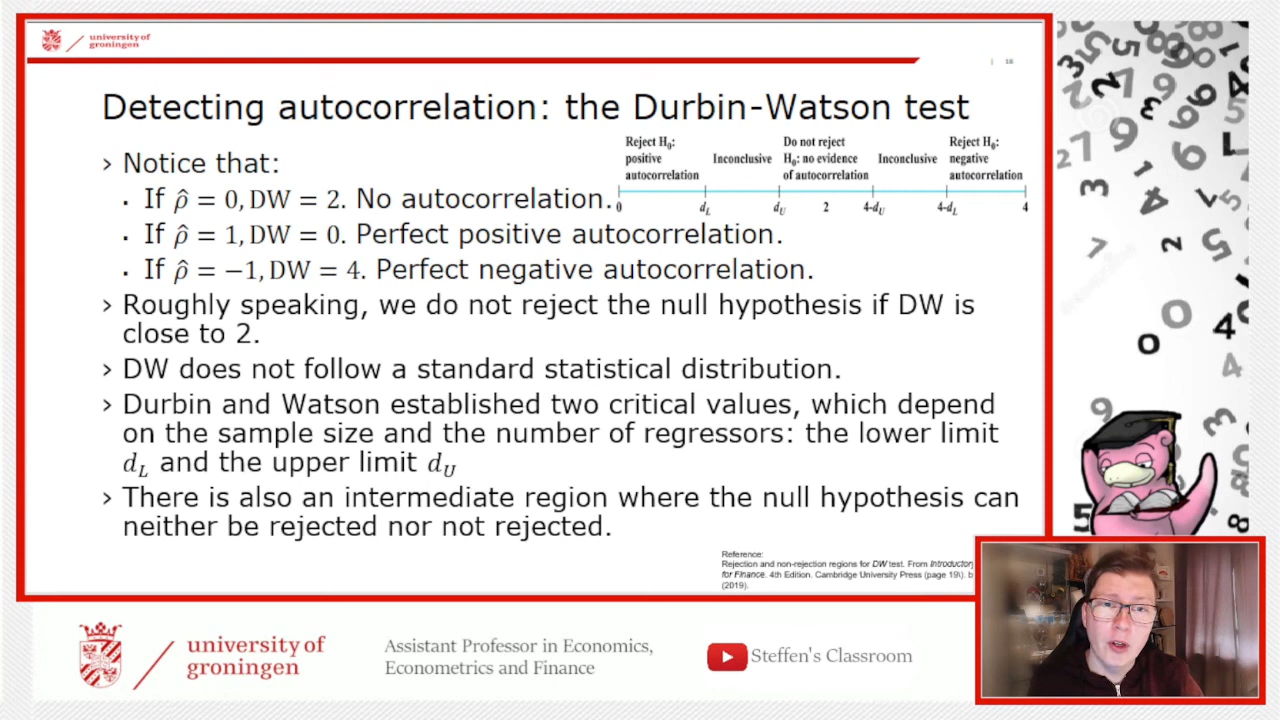 university of
groningen
| 18
Detecting autocorrelation: the Durbin-Watson test
› Notice that:
▪ If ρ̂ = 0, DW = 2. No autocorrelation.
▪ If ρ̂ = 1, DW = 0. Perfect positive autocorrelation.
▪ If ρ̂ = −1, DW = 4. Perfect negative autocorrelation.
Reject H₀: positive autocorrelation
Inconclusive
Do not reject H₀: no evidence of autocorrelation
Inconclusive
Reject H₀: negative autocorrelation
0 d_L d_U 2 4-d_U 4-d_L 4
› Roughly speaking, we do not reject the null hypothesis if DW is
close to 2.
› DW does not follow a standard statistical distribution.
› Durbin and Watson established two critical values, which depend
on the sample size and the number of regressors: the lower limit
d_L and the upper limit d_U
› There is also an intermediate region where the null hypothesis can
neither be rejected nor not rejected.
Reference:
Rejection and non-rejection regions for DW test. From Introductory
for Finance. 4th Edition. Cambridge University Press (page 19\). b
(2019).
university of
groningen
Assistant Professor in Economics,
Econometrics and Finance
Steffen's Classroom